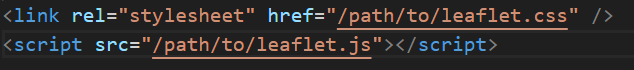 <link rel="stylesheet" href="/path/to/leaflet.css" />
<script src="/path/to/leaflet.js"></script>